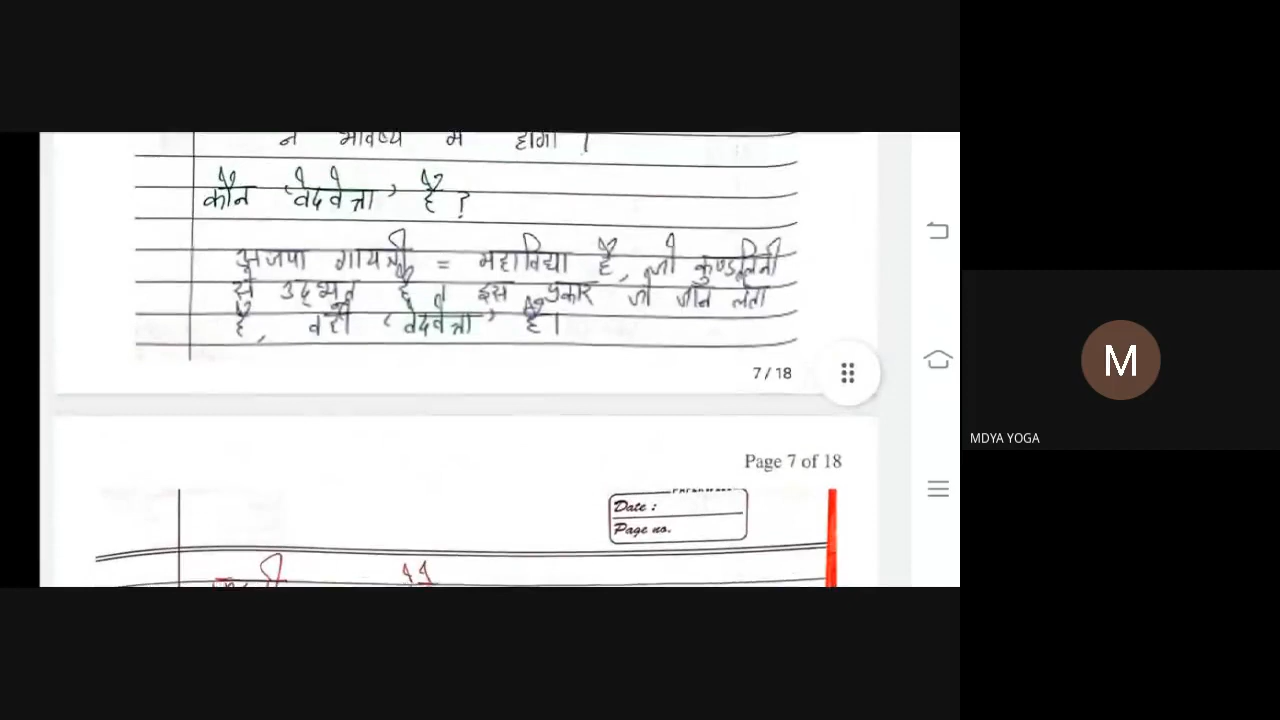 न भविष्य में होगा ?
कौन 'वेदवेत्ता' है ?
अजपा गायत्री = महाविद्या है, जो कुण्डलिनी
से उद्भूत है व इस प्रकार जो जान लेता
है, वही 'वेदवेत्ता' है।
7 / 18
Page 7 of 18
Date :
Page no.
M
MDYA YOGA